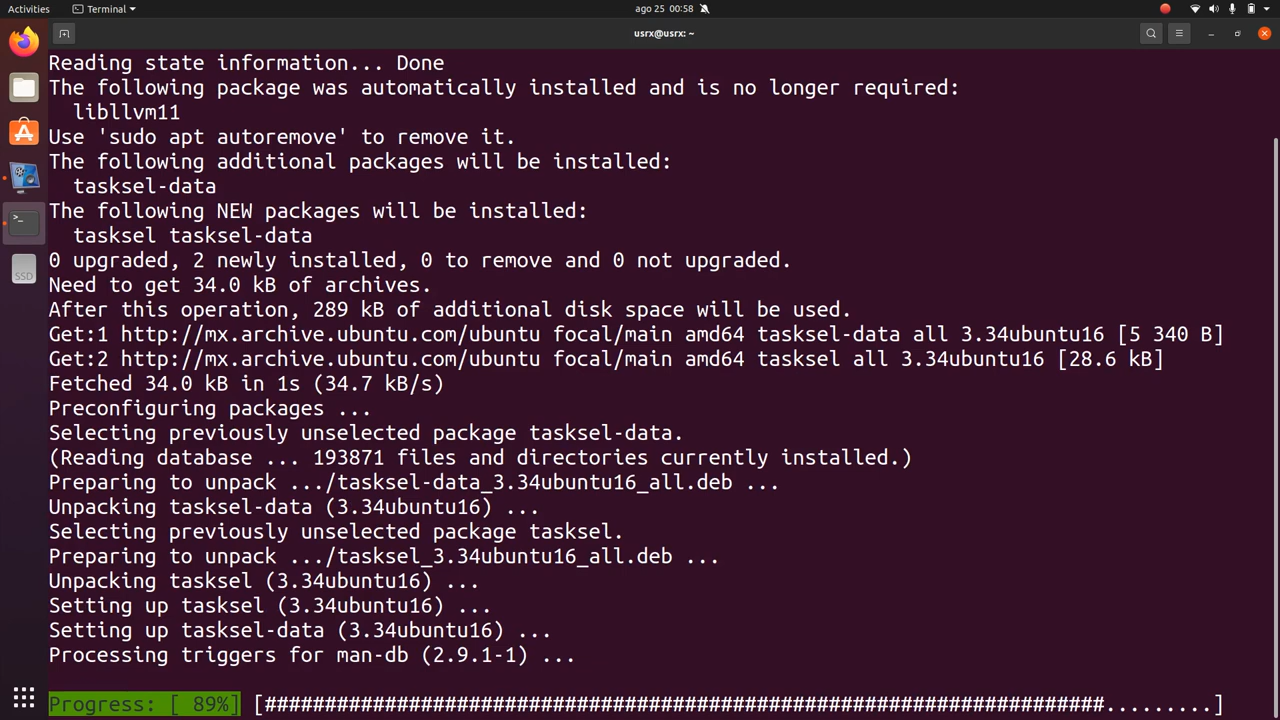 Activities
Terminal
ago 25 00:58
usrx@usrx: ~
Reading state information... Done
The following package was automatically installed and is no longer required:
  libllvm11
Use 'sudo apt autoremove' to remove it.
The following additional packages will be installed:
  tasksel-data
The following NEW packages will be installed:
  tasksel tasksel-data
0 upgraded, 2 newly installed, 0 to remove and 0 not upgraded.
Need to get 34.0 kB of archives.
After this operation, 289 kB of additional disk space will be used.
Get:1 http://mx.archive.ubuntu.com/ubuntu focal/main amd64 tasksel-data all 3.34ubuntu16 [5 340 B]
Get:2 http://mx.archive.ubuntu.com/ubuntu focal/main amd64 tasksel all 3.34ubuntu16 [28.6 kB]
Fetched 34.0 kB in 1s (34.7 kB/s)
Preconfiguring packages ...
Selecting previously unselected package tasksel-data.
(Reading database ... 193871 files and directories currently installed.)
Preparing to unpack .../tasksel-data_3.34ubuntu16_all.deb ...
Unpacking tasksel-data (3.34ubuntu16) ...
Selecting previously unselected package tasksel.
Preparing to unpack .../tasksel_3.34ubuntu16_all.deb ...
Unpacking tasksel (3.34ubuntu16) ...
Setting up tasksel (3.34ubuntu16) ...
Setting up tasksel-data (3.34ubuntu16) ...
Processing triggers for man-db (2.9.1-1) ...
SSD
Progress: [ 89%] [######################################################################.........]